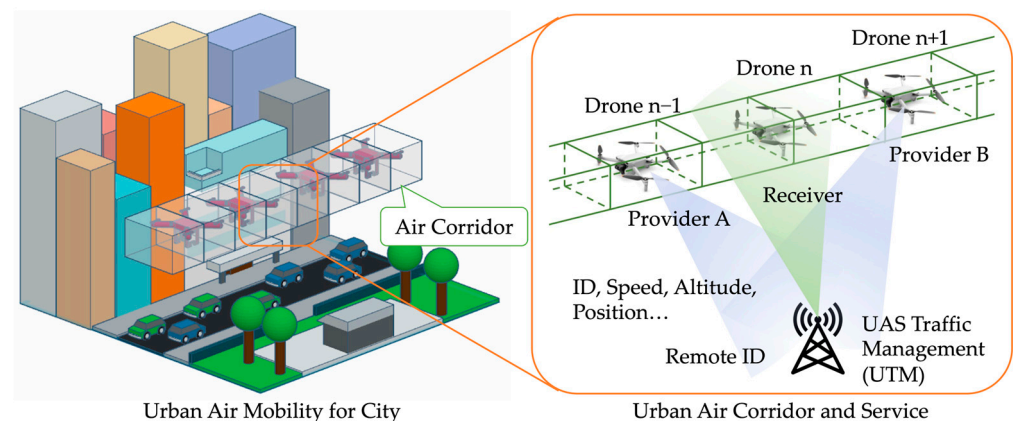 Air Corridor
Urban Air Mobility for City
Drone n+1
Drone n
Drone n−1
Provider B
Receiver
Provider A
ID, Speed, Altitude,
Position…
Remote ID
UAS Traffic
Management
(UTM)
Urban Air Corridor and Service